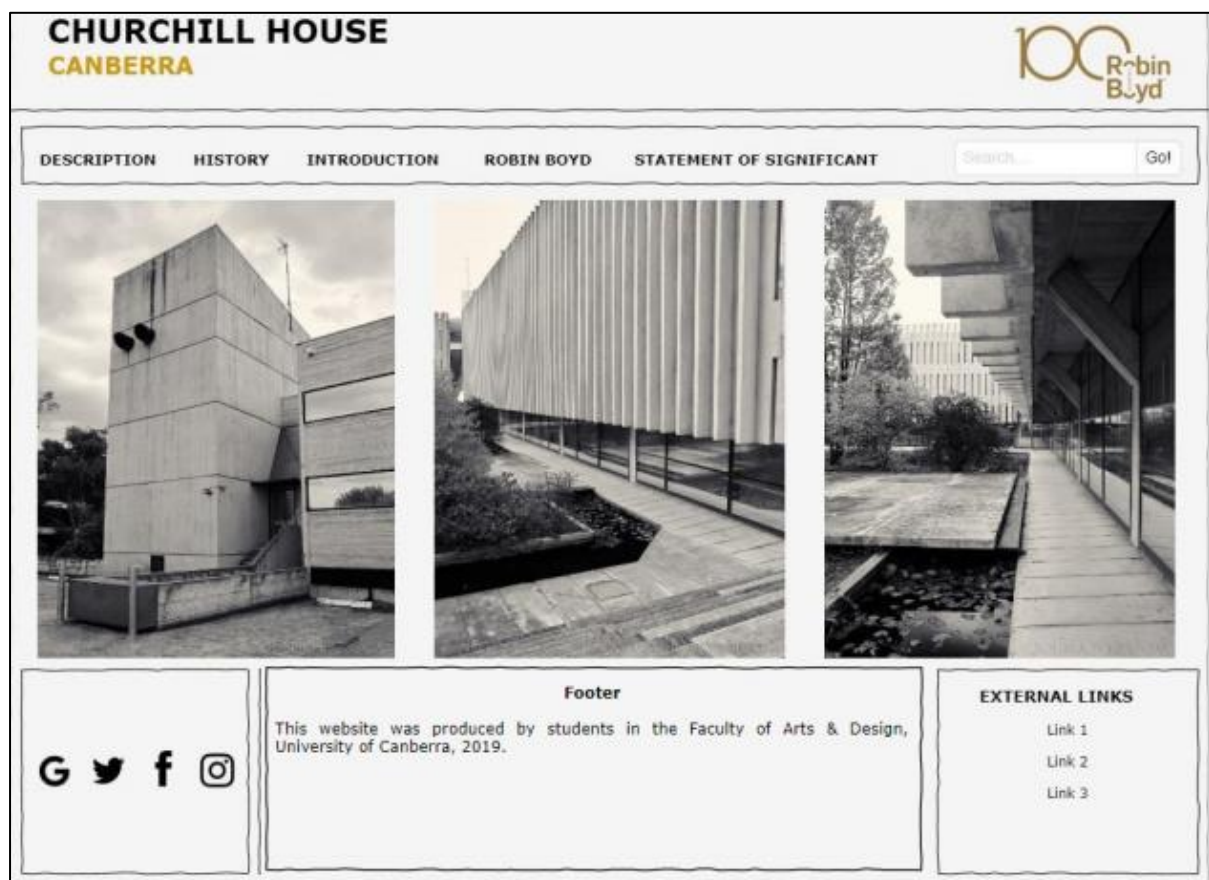 CHURCHILL HOUSE
CANBERRA
100 Robin
Boyd
DESCRIPTION HISTORY INTRODUCTION ROBIN BOYD STATEMENT OF SIGNIFICANT Search... Go!
Footer
This website was produced by students in the Faculty of Arts & Design,
University of Canberra, 2019.
EXTERNAL LINKS
Link 1
Link 2
Link 3